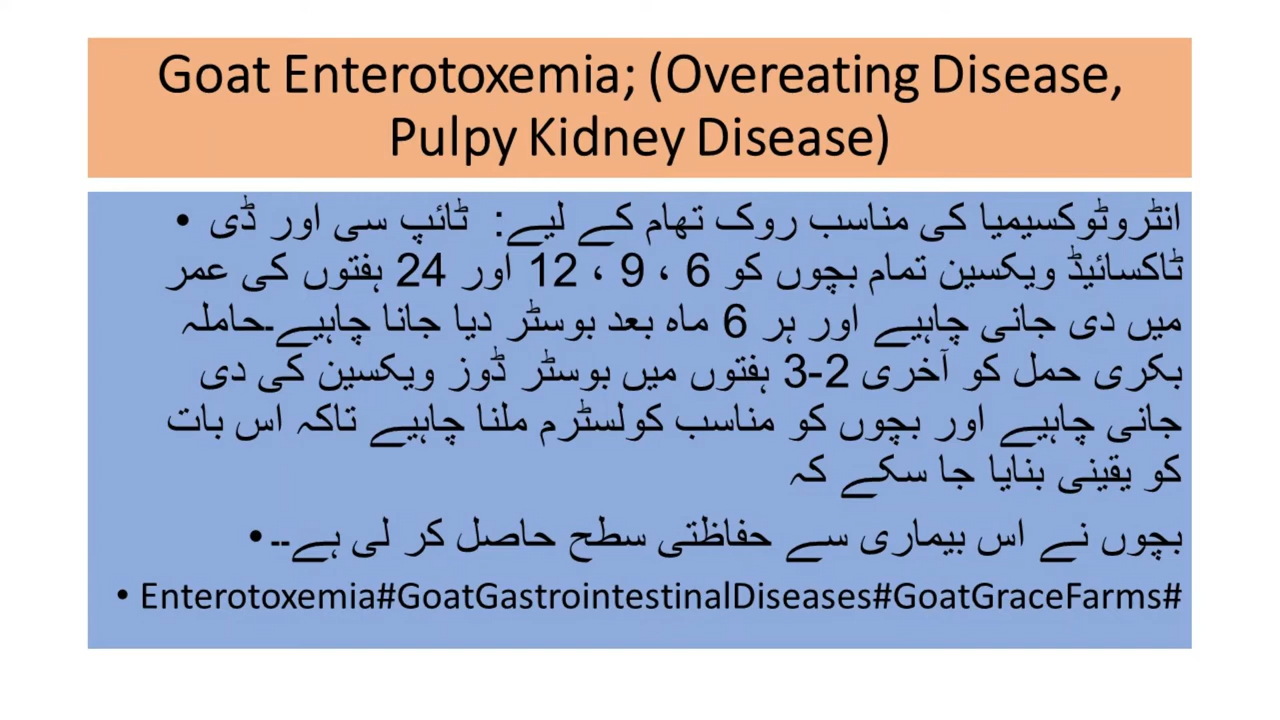 Goat Enterotoxemia; (Overeating Disease,
Pulpy Kidney Disease)
• انٹروٹوکسیمیا کی مناسب روک تھام کے لیے: ٹائپ سی اور ڈی
ٹاکسائیڈ ویکسین تمام بچوں کو 6 ، 9 ، 12 اور 24 ہفتوں کی عمر
میں دی جانی چاہیے اور ہر 6 ماہ بعد بوسٹر دیا جانا چاہیے۔حاملہ
بکری حمل کو آخری 2-3 ہفتوں میں بوسٹر ڈوز ویکسین کی دی
جانی چاہیے اور بچوں کو مناسب کولسٹرم ملنا چاہیے تاکہ اس بات
کو یقینی بنایا جا سکے کہ
• بچوں نے اس بیماری سے حفاظتی سطح حاصل کر لی ہے۔۔
• Enterotoxemia#GoatGastrointestinalDiseases#GoatGraceFarms#